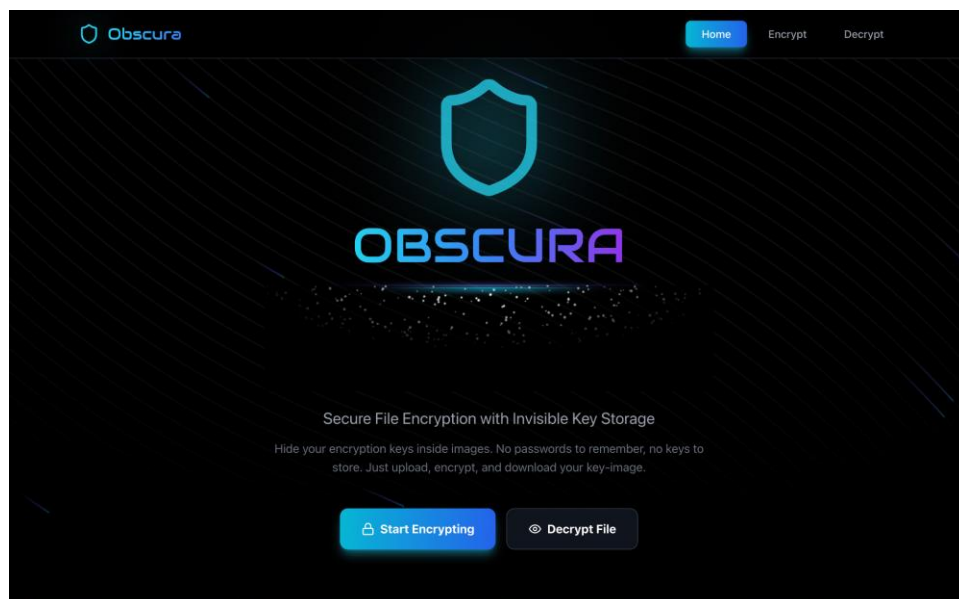 Obscura
Home
Encrypt
Decrypt
OBSCURA
Secure File Encryption with Invisible Key Storage
Hide your encryption keys inside images. No passwords to remember, no keys to
store. Just upload, encrypt, and download your key-image.
Start Encrypting
Decrypt File